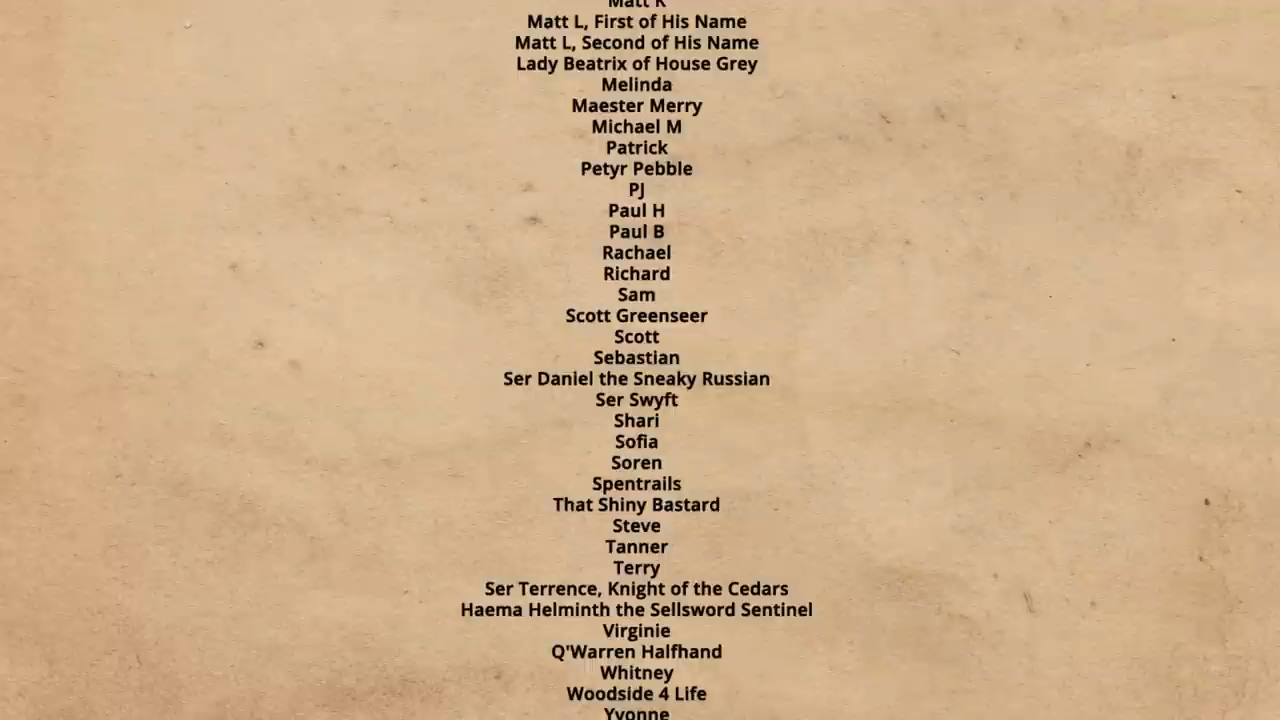 Matt K
Matt L, First of His Name
Matt L, Second of His Name
Lady Beatrix of House Grey
Melinda
Maester Merry
Michael M
Patrick
Petyr Pebble
PJ
Paul H
Paul B
Rachael
Richard
Sam
Scott Greenseer
Scott
Sebastian
Ser Daniel the Sneaky Russian
Ser Swyft
Shari
Sofia
Soren
Spentrails
That Shiny Bastard
Steve
Tanner
Terry
Ser Terrence, Knight of the Cedars
Haema Helminth the Sellsword Sentinel
Virginie
Q'Warren Halfhand
Whitney
Woodside 4 Life
Yvonne